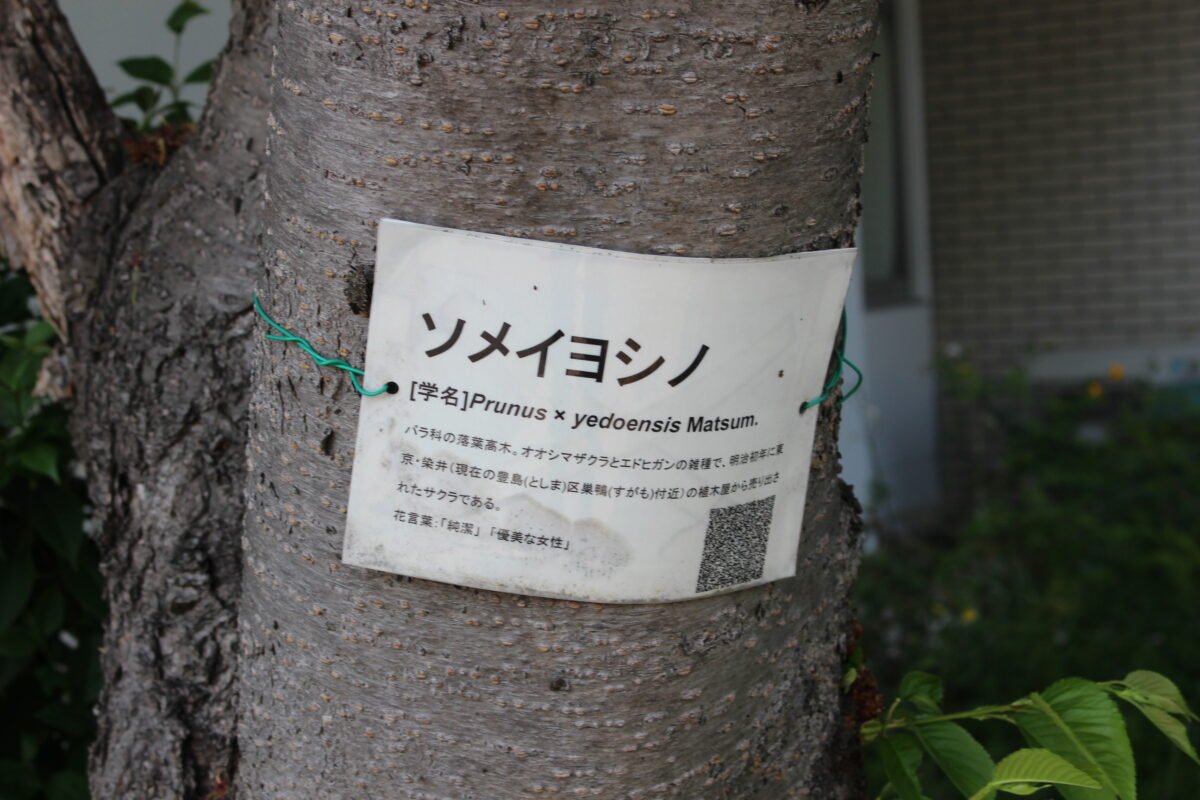 ソメイヨシノ
[学名]Prunus × yedoensis Matsum.
バラ科の落葉高木。オオシマザクラとエドヒガンの雑種で、明治初年に東
京・染井(現在の豊島(としま)区巣鴨(すがも)付近)の植木屋から売り出さ
れたサクラである。
花言葉:「純潔」「優美な女性」